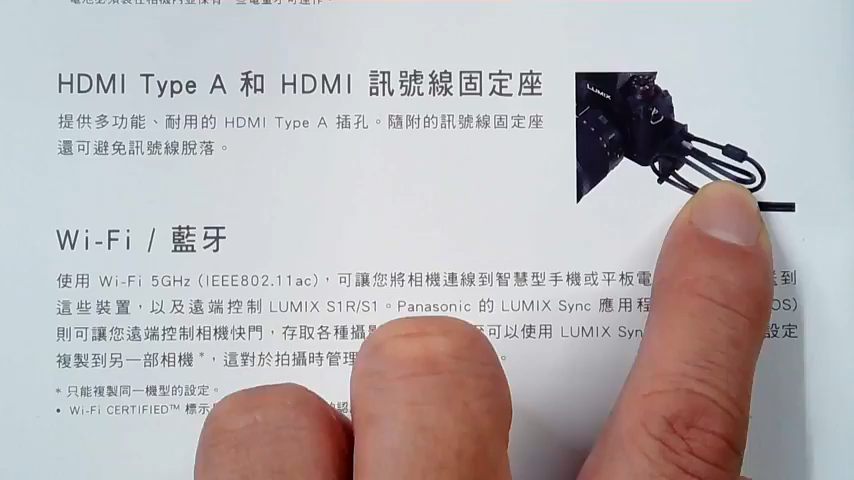 HDMI Type A 和 HDMI 訊號線固定座
提供多功能、耐用的 HDMI Type A 插孔。隨附的訊號線固定座
還可避免訊號線脫落。
LUMIX
Wi-Fi / 藍牙
使用 Wi-Fi 5GHz (IEEE802.11ac)，可讓您將相機連線到智慧型手機或平板電 到
這些裝置，以及遠端控制 LUMIX S1R/S1。Panasonic 的 LUMIX Sync 應用程 OS)
則可讓您遠端控制相機快門，存取各種攝 可以使用 LUMIX Syn 設定
複製到另一部相機*，這對於拍攝時管理 。
* 只能複製同一機型的設定。
• Wi-Fi CERTIFIED™ 標示 的認